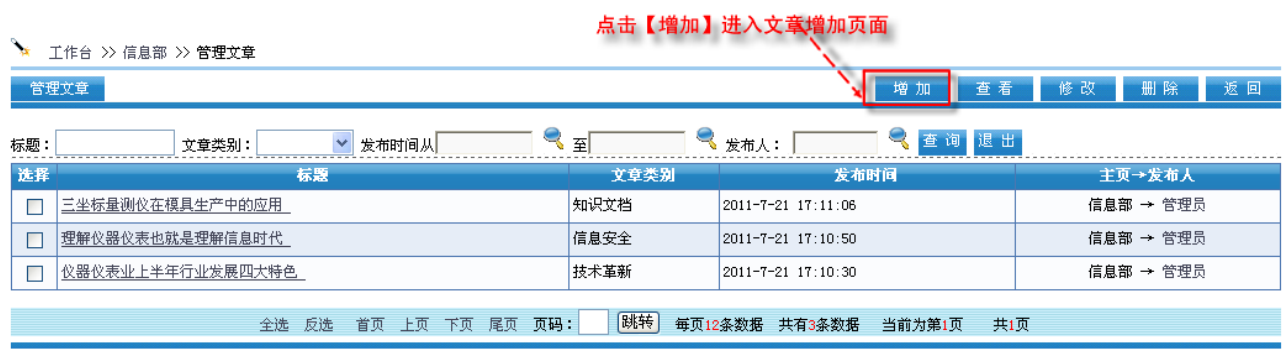 点击【增加】进入文章增加页面
工作台 >> 信息部 >> 管理文章
管理文章 增 加 查 看 修 改 删 除 返 回
标题： 文章类别： 发布时间从 至 发布人： 查 询 退 出
选择 标题 文章类别 发布时间 主页→发布人
三坐标量测仪在模具生产中的应用 知识文档 2011-7-21 17:11:06 信息部 → 管理员
理解仪器仪表也就是理解信息时代 信息安全 2011-7-21 17:10:50 信息部 → 管理员
仪器仪表业上半年行业发展四大特色 技术革新 2011-7-21 17:10:30 信息部 → 管理员
全选 反选 首页 上页 下页 尾页 页码： 跳转 每页12条数据 共有3条数据 当前为第1页 共1页